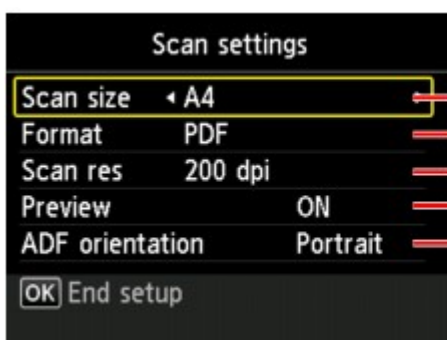 Scan settings
Scan size A4
Format PDF
Scan res 200 dpi
Preview ON
ADF orientation Portrait
OK End setup